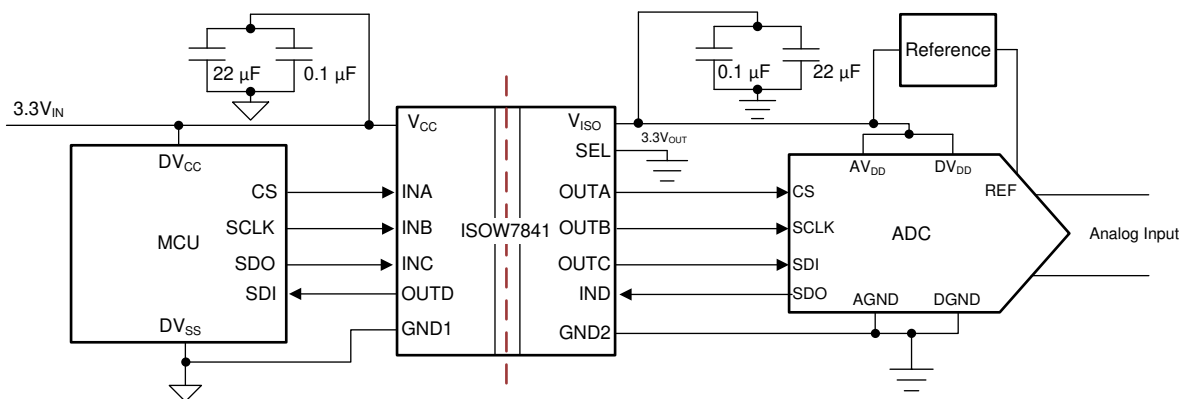 22 µF
0.1 µF
0.1 µF
22 µF
Reference
3.3V_IN
V_CC
V_ISO
3.3V_OUT
SEL
DV_CC
AV_DD
DV_DD
REF
CS
INA
OUTA
CS
SCLK
INB
ISOW7841
OUTB
SCLK
MCU
ADC
Analog Input
SDO
INC
OUTC
SDI
SDI
OUTD
IND
SDO
AGND
DGND
DV_SS
GND1
GND2